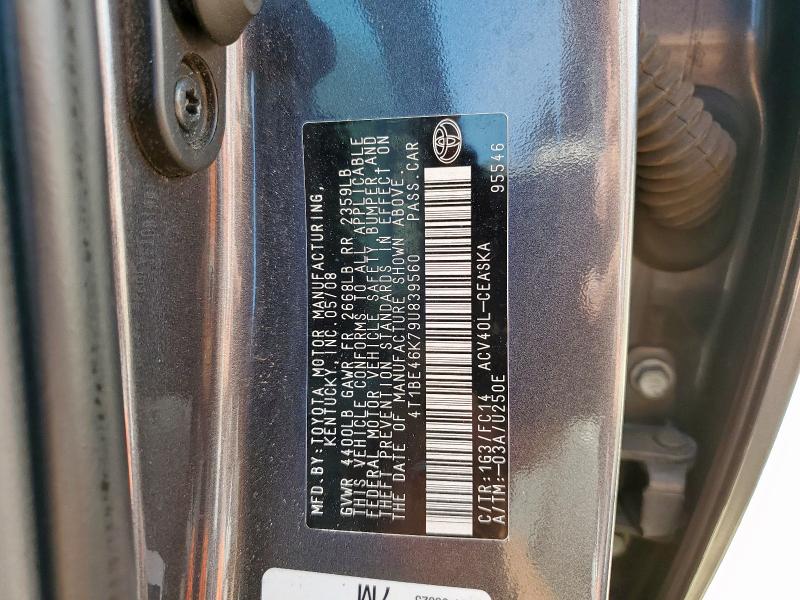 MFD. BY: TOYOTA MOTOR MANUFACTURING,
KENTUCKY, INC. 05/08
GVWR 4400LB GAWR FR 2668LB RR 2359LB
THIS VEHICLE CONFORMS TO ALL APPLICABLE
FEDERAL MOTOR VEHICLE SAFETY, BUMPER, AND
THEFT PREVENTION STANDARDS IN EFFECT ON
THE DATE OF MANUFACTURE SHOWN ABOVE.
4T1BE46K79U839560 PASS. CAR
C/TR: 1G3/FC14 ACV40L-CEASKA 95546
A/TM: -03A/U250E
7M